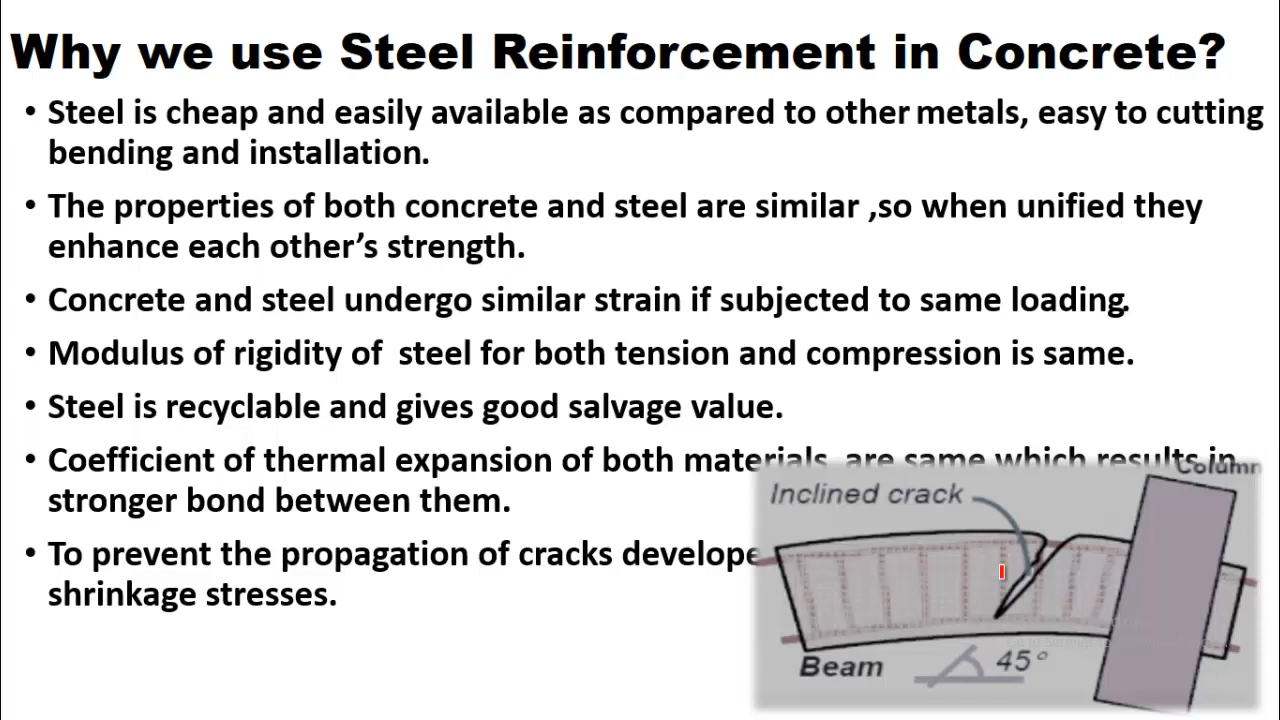 Why we use Steel Reinforcement in Concrete?
• Steel is cheap and easily available as compared to other metals, easy to cutting
bending and installation.
• The properties of both concrete and steel are similar ,so when unified they
enhance each other’s strength.
• Concrete and steel undergo similar strain if subjected to same loading.
• Modulus of rigidity of steel for both tension and compression is same.
• Steel is recyclable and gives good salvage value.
• Coefficient of thermal expansion of both materials are same which results in
stronger bond between them.
• To prevent the propagation of cracks develope
shrinkage stresses.
Column
Inclined crack
Beam
45°